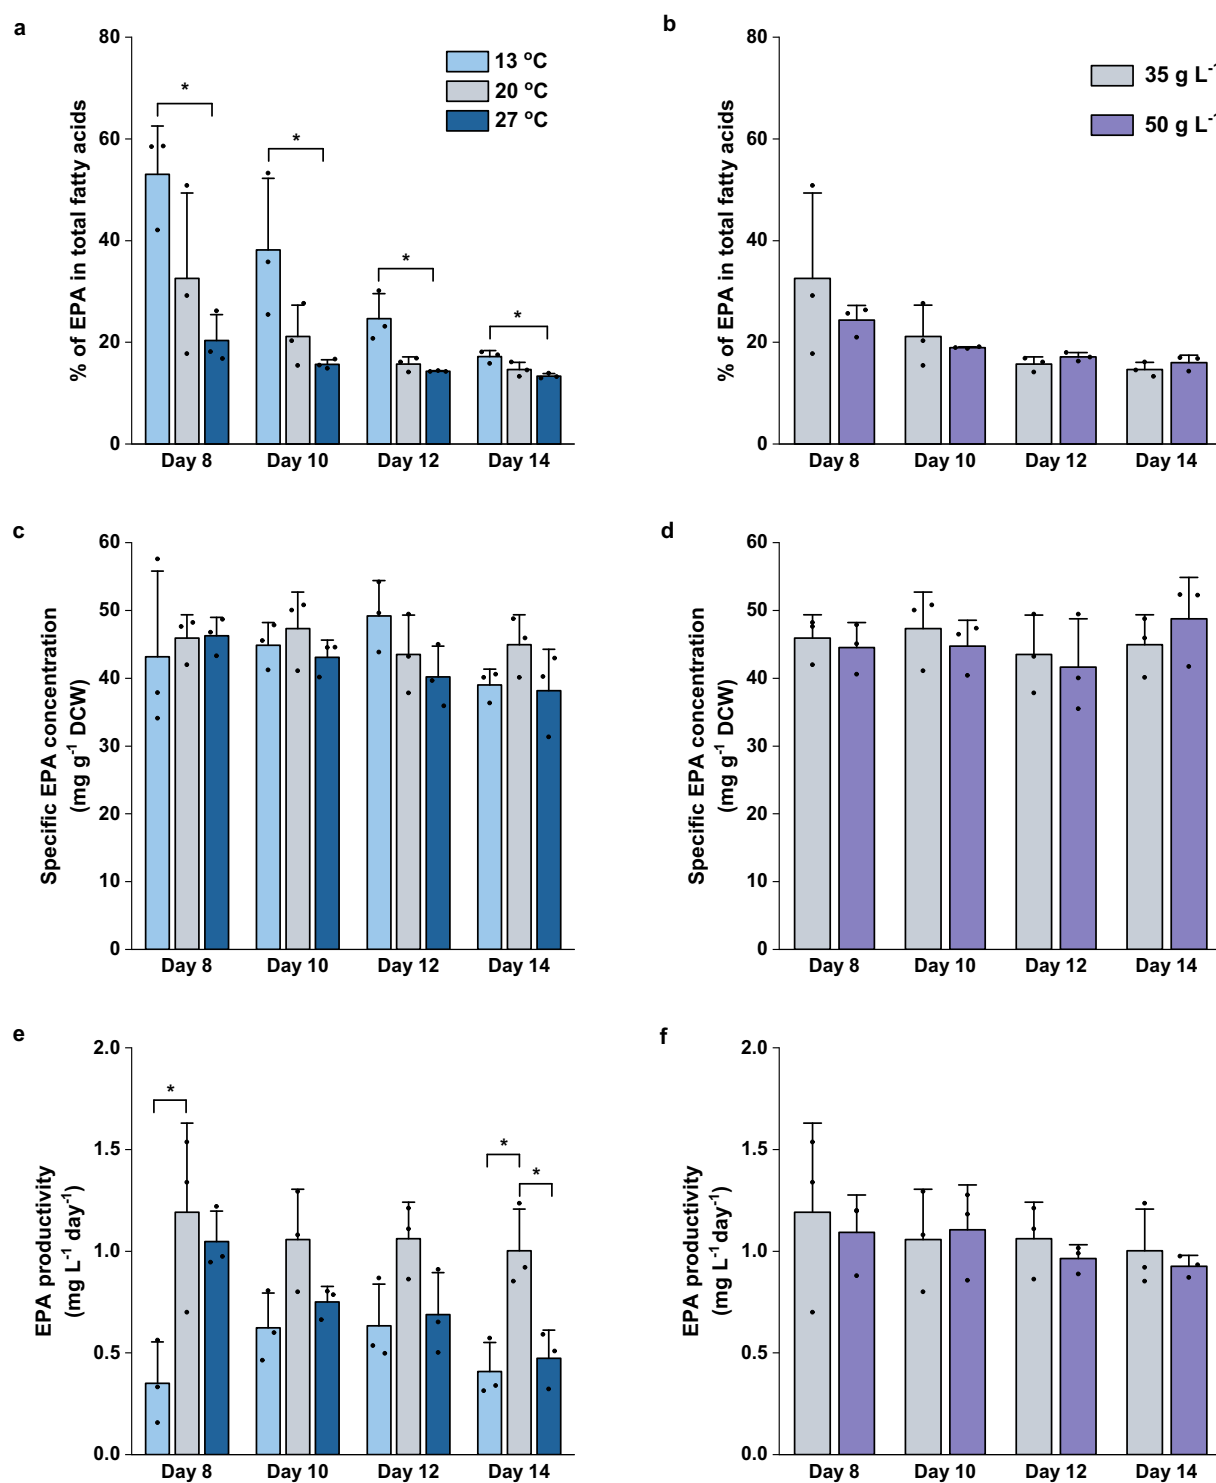 a
80
60
40
20
0
% of EPA in total fatty acids
13 ºC
20 ºC
27 ºC
*
*
*
*
Day 8
Day 10
Day 12
Day 14
b
80
60
40
20
0
% of EPA in total fatty acids
35 g L⁻¹
50 g L⁻¹
Day 8
Day 10
Day 12
Day 14
c
60
50
40
30
20
10
0
Specific EPA concentration
(mg g⁻¹ DCW)
Day 8
Day 10
Day 12
Day 14
d
60
50
40
30
20
10
0
Specific EPA concentration
(mg g⁻¹ DCW)
Day 8
Day 10
Day 12
Day 14
e
2.0
1.5
1.0
0.5
0.0
EPA productivity
(mg L⁻¹ day⁻¹)
*
*
*
Day 8
Day 10
Day 12
Day 14
f
2.0
1.5
1.0
0.5
0.0
EPA productivity
(mg L⁻¹day⁻¹)
Day 8
Day 10
Day 12
Day 14